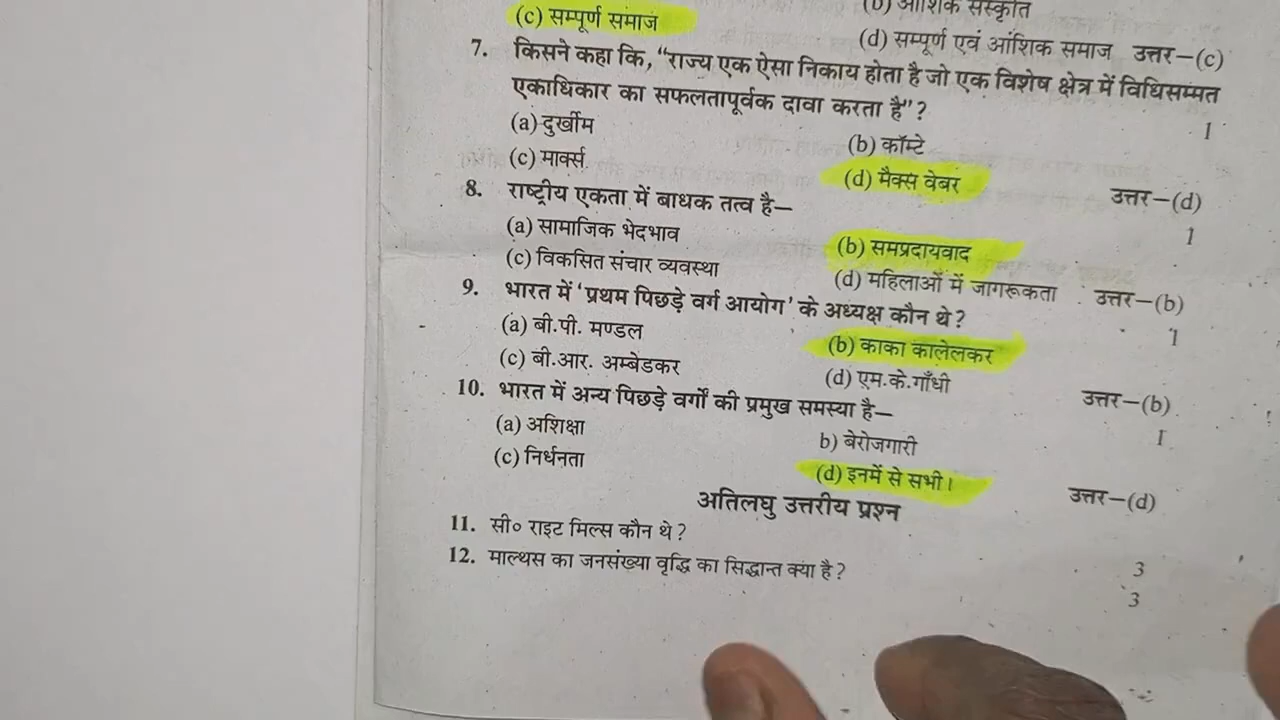 (c) सम्पूर्ण समाज
(b) आंशिक संस्कृति
(d) सम्पूर्ण एवं आंशिक समाज उत्तर–(c)
7. किसने कहा कि, “राज्य एक ऐसा निकाय होता है जो एक विशेष क्षेत्र में विधिसम्मत
एकाधिकार का सफलतापूर्वक दावा करता है”? 1
(a) दुर्खीम (b) कॉम्टे
(c) मार्क्स (d) मैक्स वेबर उत्तर–(d)
8. राष्ट्रीय एकता में बाधक तत्व है– 1
(a) सामाजिक भेदभाव (b) समप्रदायवाद
(c) विकसित संचार व्यवस्था (d) महिलाओं में जागरूकता उत्तर–(b)
9. भारत में ‘प्रथम पिछड़े वर्ग आयोग’ के अध्यक्ष कौन थे? 1
(a) बी.पी. मण्डल (b) काका कालेलकर
(c) बी.आर. अम्बेडकर (d) एम.के.गाँधी उत्तर–(b)
10. भारत में अन्य पिछड़े वर्गों की प्रमुख समस्या है– 1
(a) अशिक्षा b) बेरोजगारी
(c) निर्धनता (d) इनमें से सभी। उत्तर–(d)
अतिलघु उत्तरीय प्रश्न
11. सी० राइट मिल्स कौन थे? 3
12. माल्थस का जनसंख्या वृद्धि का सिद्धान्त क्या है? 3